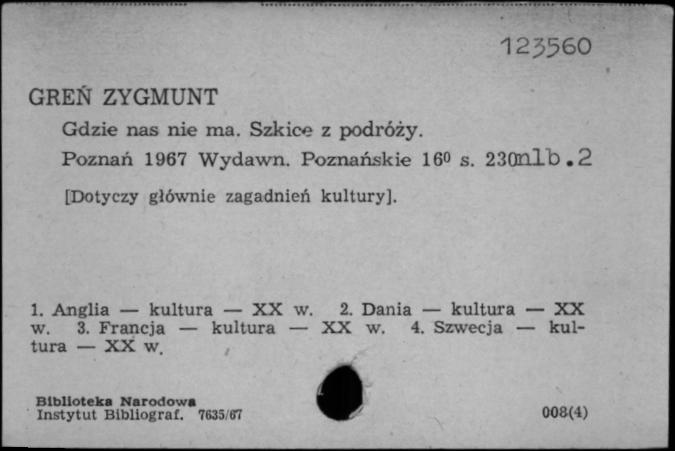 123560
GREŃ ZYGMUNT
Gdzie nas nie ma. Szkice z podróży.
Poznań 1967 Wydawn. Poznańskie 16⁰ s. 230nlb.2
[Dotyczy głównie zagadnień kultury].
1. Anglia — kultura — XX w. 2. Dania — kultura — XX
w. 3. Francja — kultura — XX w. 4. Szwecja — kul-
tura — XX w.
Biblioteka Narodowa
Instytut Bibliograf. 7635/67 008(4)